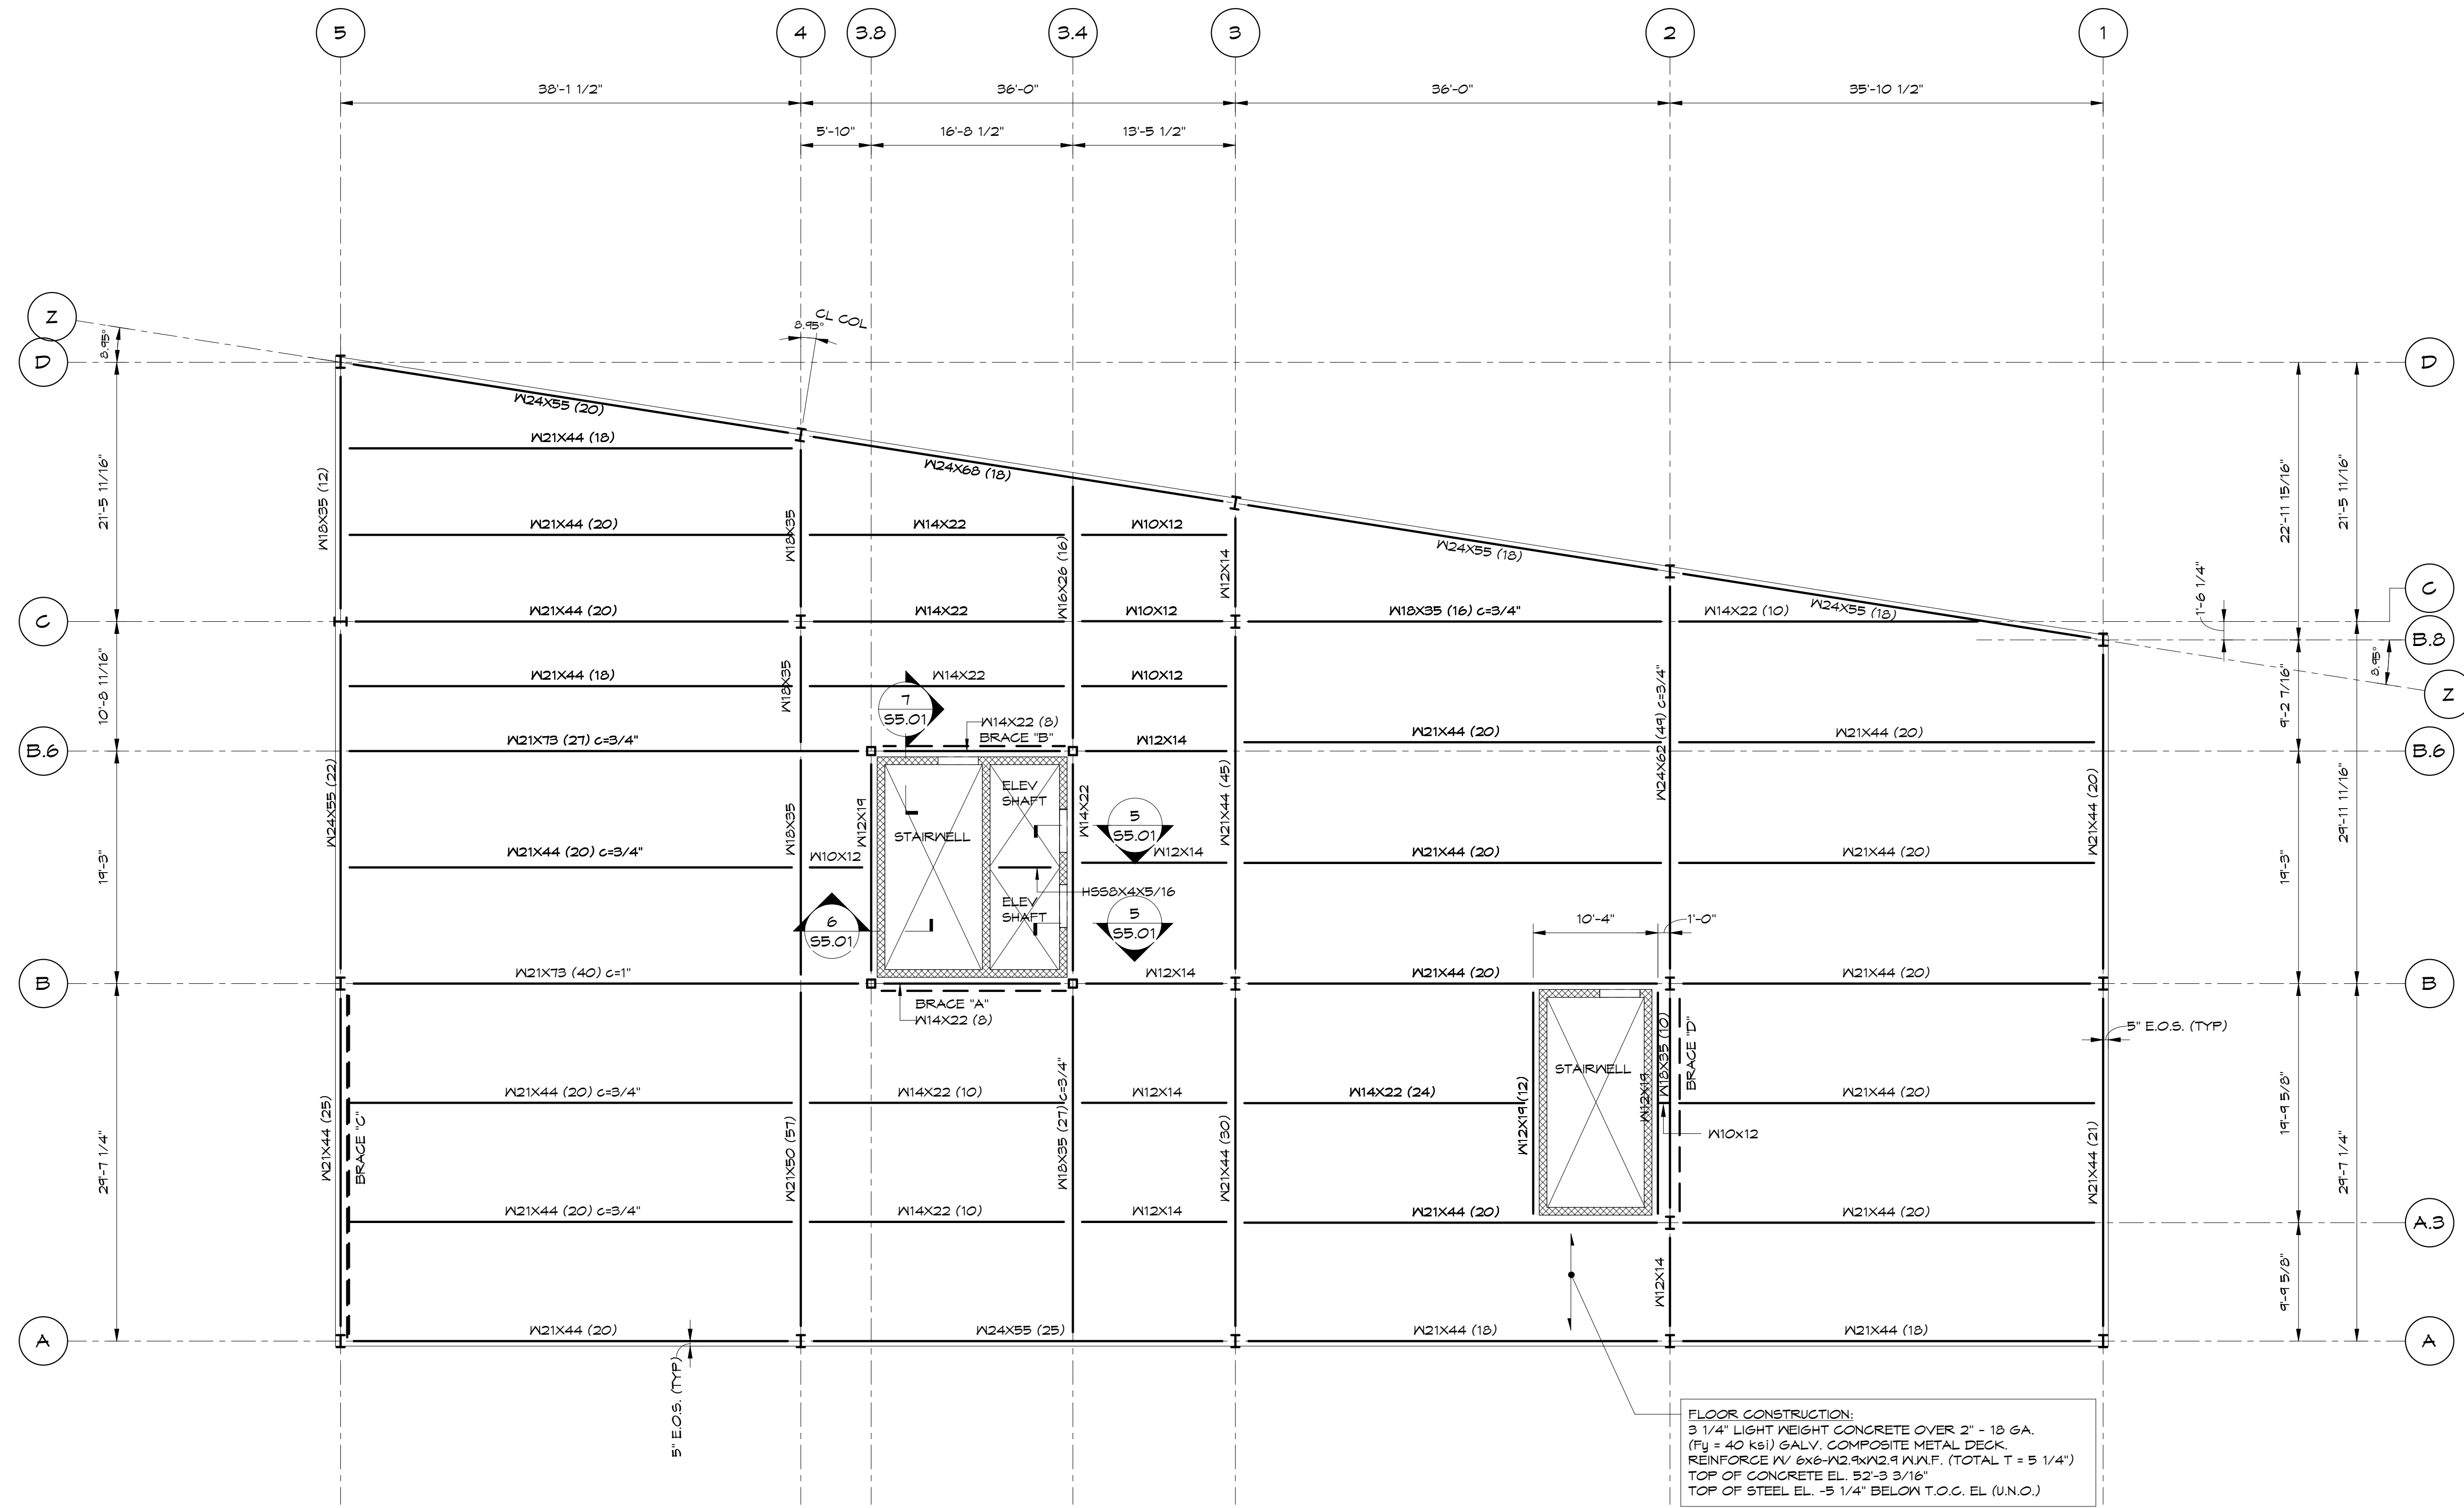 5
4
3.8
3.4
3
2
1
38'-1 1/2"
36'-0"
36'-0"
35'-10 1/2"
5'-10"
16'-8 1/2"
13'-5 1/2"
Z
8.95°
CL COL
8.95°
D
D
W24X55 (20)
W21X44 (18)
W24X68 (18)
21'-5 11/16"
W18X35 (12)
W18X35
22'-11 15/16"
21'-5 11/16"
W21X44 (20)
W14X22
W10X12
W16X26 (16)
W12X14
W24X55 (18)
C
1'-6 1/4"
C
W21X44 (20)
W14X22
W10X12
W18X35 (16) c=3/4"
W14X22 (10)
W24X55 (18)
B.8
8.95°
Z
10'-8 11/16"
W21X44 (18)
W18X35
W14X22
W10X12
7
S5.01
9'-2 7/16"
W14X22 (8)
BRACE "B"
B.6
W21X73 (27) c=3/4"
W12X14
W21X44 (20)
W24X62 (49) c=3/4"
W21X44 (20)
B.6
W24X55 (22)
W18X35
W12X19
ELEV
SHAFT
STAIRWELL
W14X22
5
S5.01
W21X44 (45)
W21X44 (20)
29'-11 11/16"
19'-3"
W21X44 (20) c=3/4"
W10X12
W12X14
W21X44 (20)
W21X44 (20)
19'-3"
HSS8X4X5/16
ELEV
SHAFT
6
S5.01
5
S5.01
10'-4"
1'-0"
B
W21X73 (40) c=1"
W12X14
W21X44 (20)
W21X44 (20)
B
BRACE "A"
W14X22 (8)
5" E.O.S. (TYP)
STAIRWELL
W18X35 (10)
BRACE "D"
29'-7 1/4"
W21X44 (25)
BRACE "C"
W21X44 (20) c=3/4"
W21X50 (57)
W14X22 (10)
W18X35 (27) c=3/4"
W12X14
W21X44 (30)
W14X22 (24)
W12X19 (12)
W12X19
W10x12
W21X44 (20)
W21X44 (21)
19'-9 5/8"
29'-7 1/4"
W21X44 (20) c=3/4"
W14X22 (10)
W12X14
W21X44 (20)
W21X44 (20)
A.3
W12X14
9'-9 5/8"
A
W21X44 (20)
W24X55 (25)
W21X44 (18)
W21X44 (18)
A
5" E.O.S. (TYP)
FLOOR CONSTRUCTION:
3 1/4" LIGHT WEIGHT CONCRETE OVER 2" - 18 GA.
(Fy = 40 ksi) GALV. COMPOSITE METAL DECK.
REINFORCE W/ 6x6-W2.9xW2.9 W.W.F. (TOTAL T = 5 1/4")
TOP OF CONCRETE EL. 52'-3 3/16"
TOP OF STEEL EL. -5 1/4" BELOW T.O.C. EL (U.N.O.)